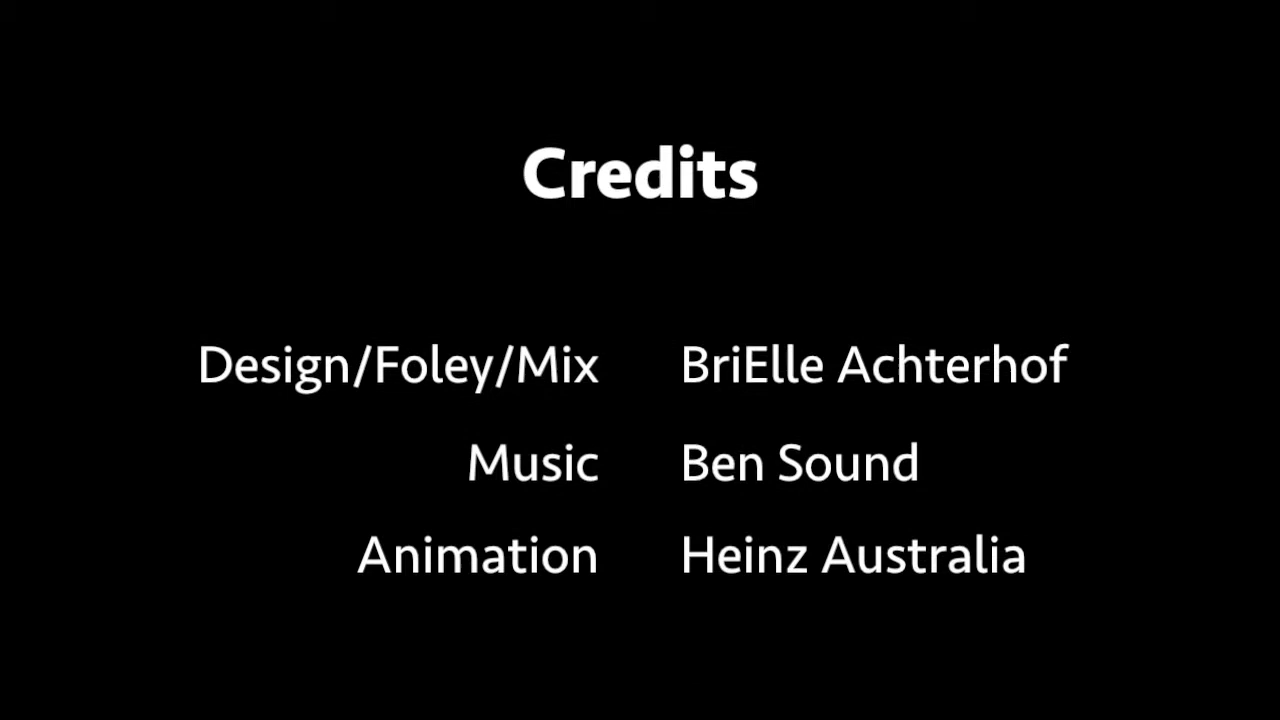 Credits
Design/Foley/Mix BriElle Achterhof
Music Ben Sound
Animation Heinz Australia